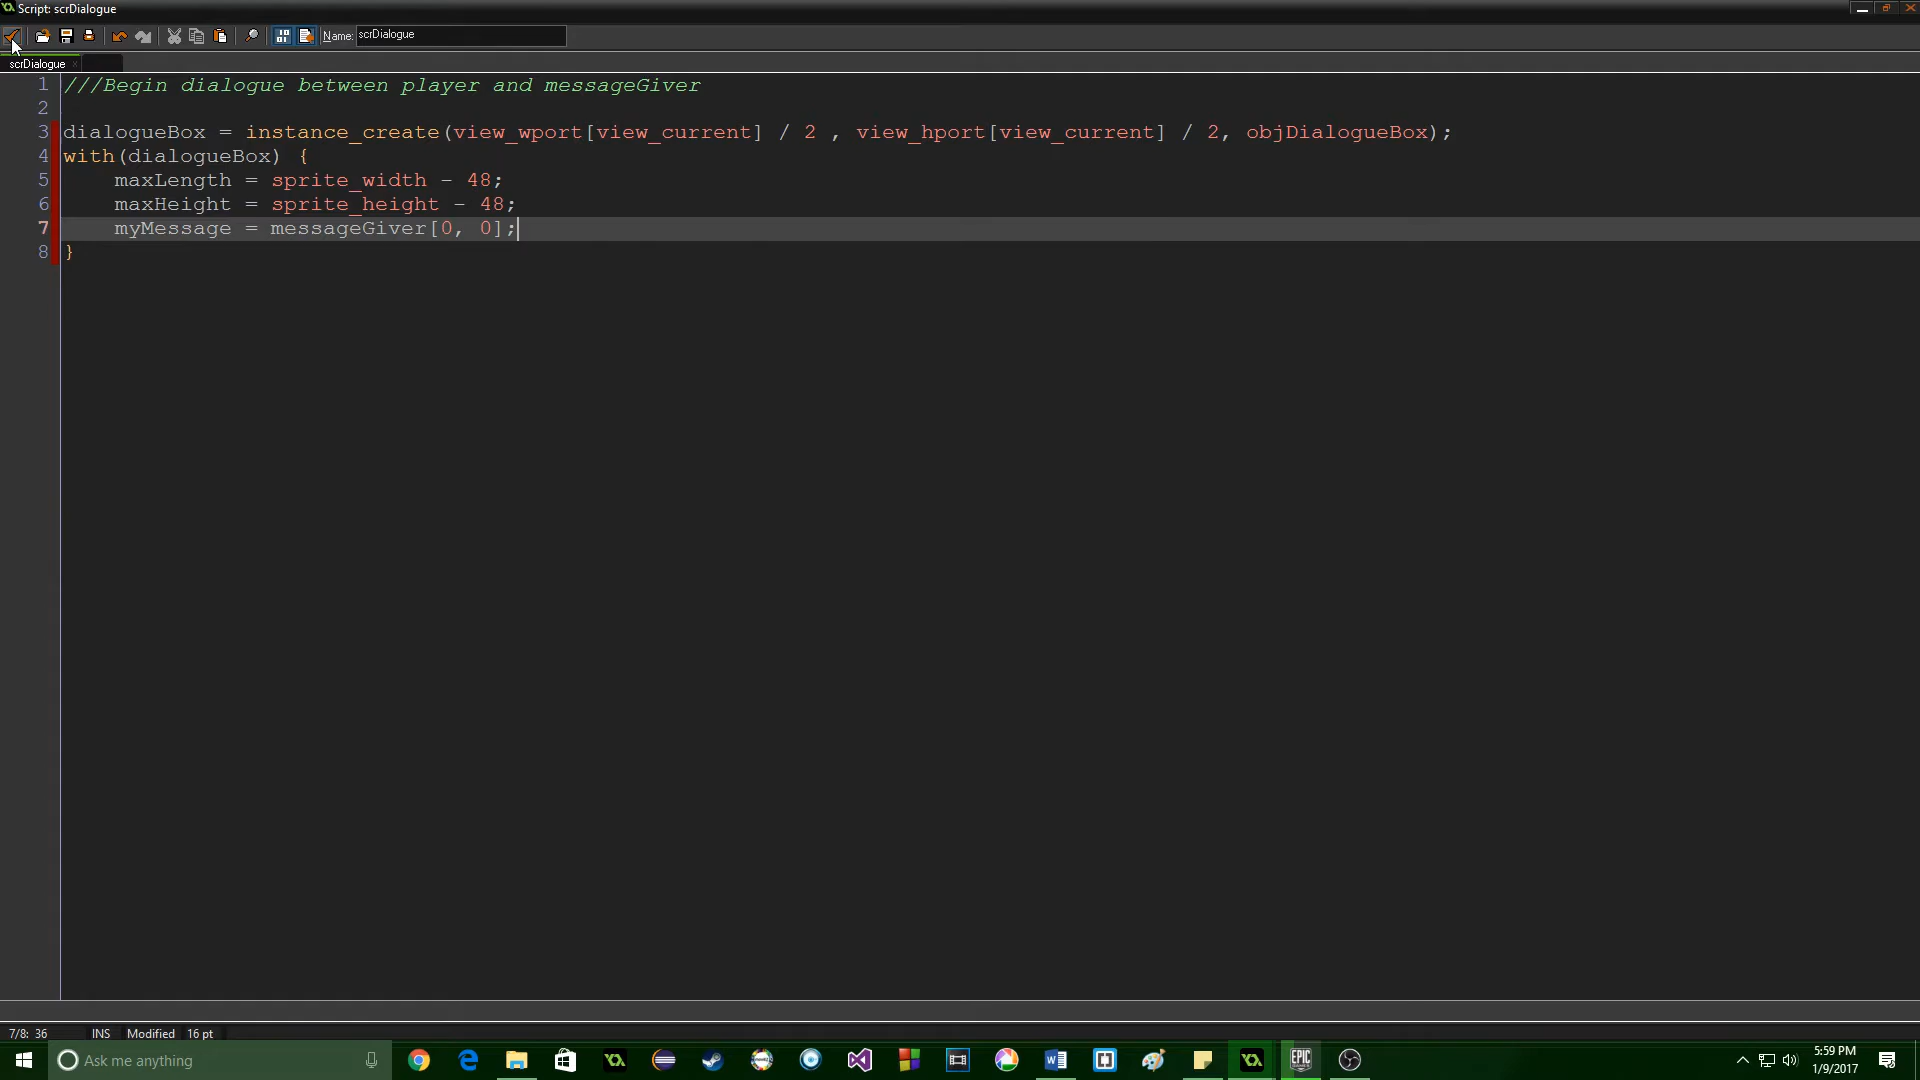 Script: scrDialogue
Name: scrDialogue
scrDialogue
1 ///Begin dialogue between player and messageGiver
2
3 dialogueBox = instance_create(view_wport[view_current] / 2 , view_hport[view_current] / 2, objDialogueBox);
4 with(dialogueBox) {
5 maxLength = sprite_width - 48;
6 maxHeight = sprite_height - 48;
7 myMessage = messageGiver[0, 0];
8 }
7/8: 36 INS Modified 16 pt
Ask me anything
EPIC GAMES
5:59 PM
1/9/2017